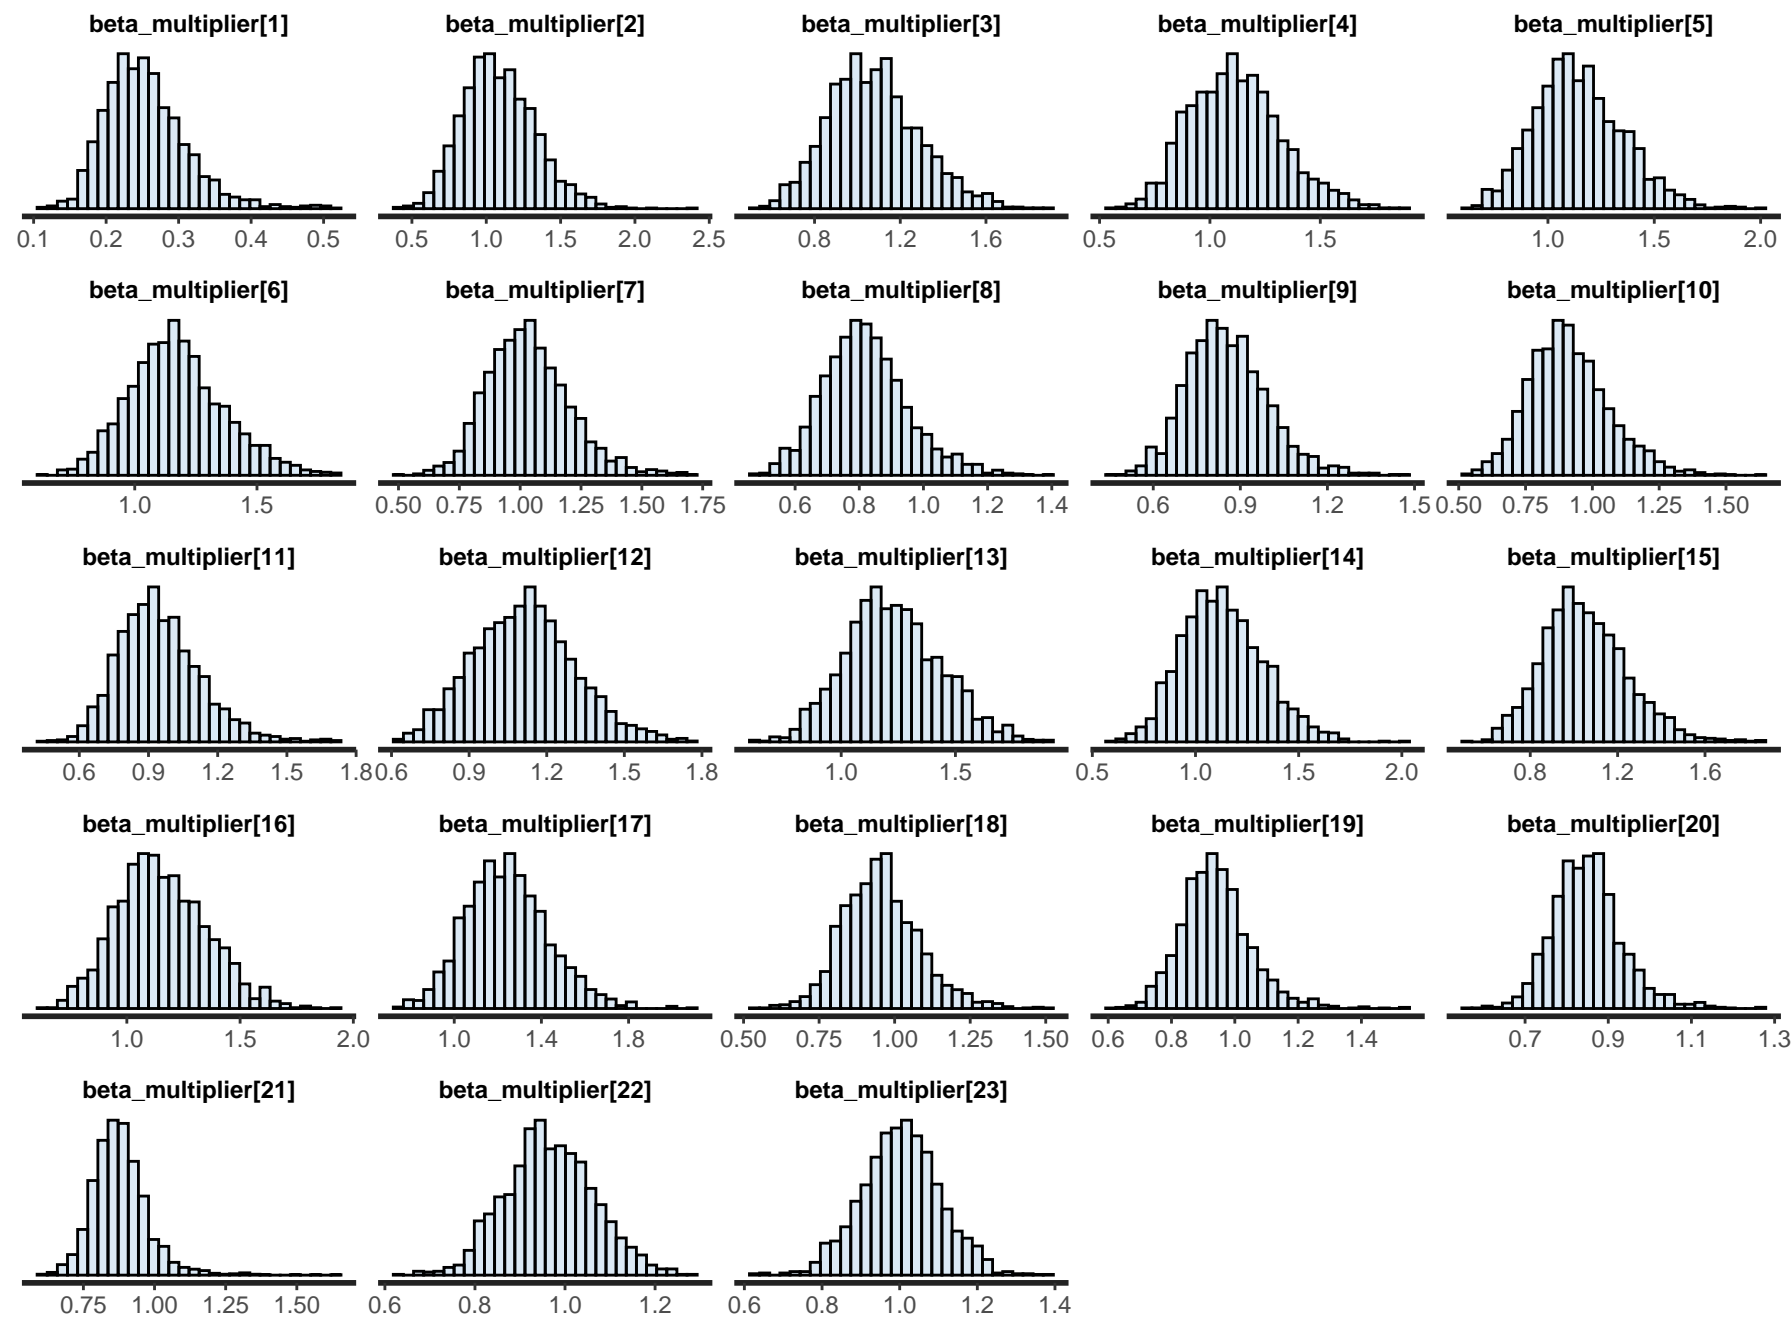 beta_multiplier[1] beta_multiplier[2] beta_multiplier[3] beta_multiplier[4] beta_multiplier[5]
0.1 0.2 0.3 0.4 0.5 0.5 1.0 1.5 2.0 2.5 0.8 1.2 1.6 0.5 1.0 1.5 1.0 1.5 2.0
beta_multiplier[6] beta_multiplier[7] beta_multiplier[8] beta_multiplier[9] beta_multiplier[10]
1.0 1.5 0.50 0.75 1.00 1.25 1.50 1.75 0.6 0.8 1.0 1.2 1.4 0.6 0.9 1.2 1.5 0.50 0.75 1.00 1.25 1.50
beta_multiplier[11] beta_multiplier[12] beta_multiplier[13] beta_multiplier[14] beta_multiplier[15]
0.6 0.9 1.2 1.5 1.8 0.6 0.9 1.2 1.5 1.8 1.0 1.5 0.5 1.0 1.5 2.0 0.8 1.2 1.6
beta_multiplier[16] beta_multiplier[17] beta_multiplier[18] beta_multiplier[19] beta_multiplier[20]
1.0 1.5 2.0 1.0 1.4 1.8 0.50 0.75 1.00 1.25 1.50 0.6 0.8 1.0 1.2 1.4 0.7 0.9 1.1 1.3
beta_multiplier[21] beta_multiplier[22] beta_multiplier[23]
0.75 1.00 1.25 1.50 0.6 0.8 1.0 1.2 0.6 0.8 1.0 1.2 1.4